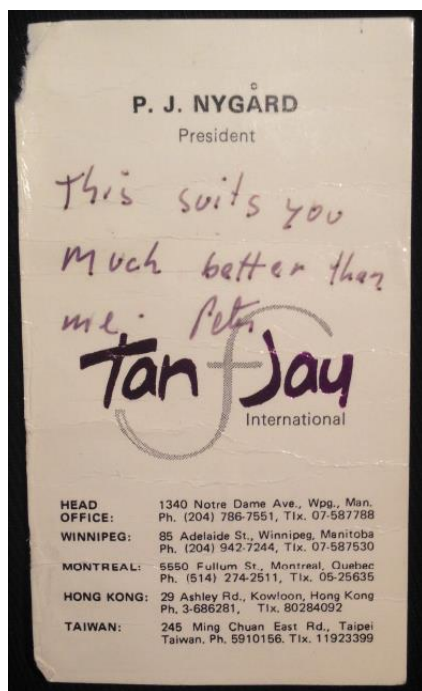 P. J. NYGÅRD
President
This suits you
much better than
me. Peter
Tan Jay
International
HEAD OFFICE: 1340 Notre Dame Ave., Wpg., Man.
Ph. (204) 786-7551, Tlx. 07-587788
WINNIPEG: 85 Adelaide St., Winnipeg, Manitoba
Ph. (204) 942-7244, Tlx. 07-587530
MONTREAL: 5550 Fullum St., Montreal, Quebec
Ph. (514) 274-2511, Tlx. 05-25635
HONG KONG: 29 Ashley Rd., Kowloon, Hong Kong
Ph. 3-686281, Tlx. 80284092
TAIWAN: 245 Ming Chuan East Rd., Taipei
Taiwan, Ph. 5910156. Tlx. 11923399